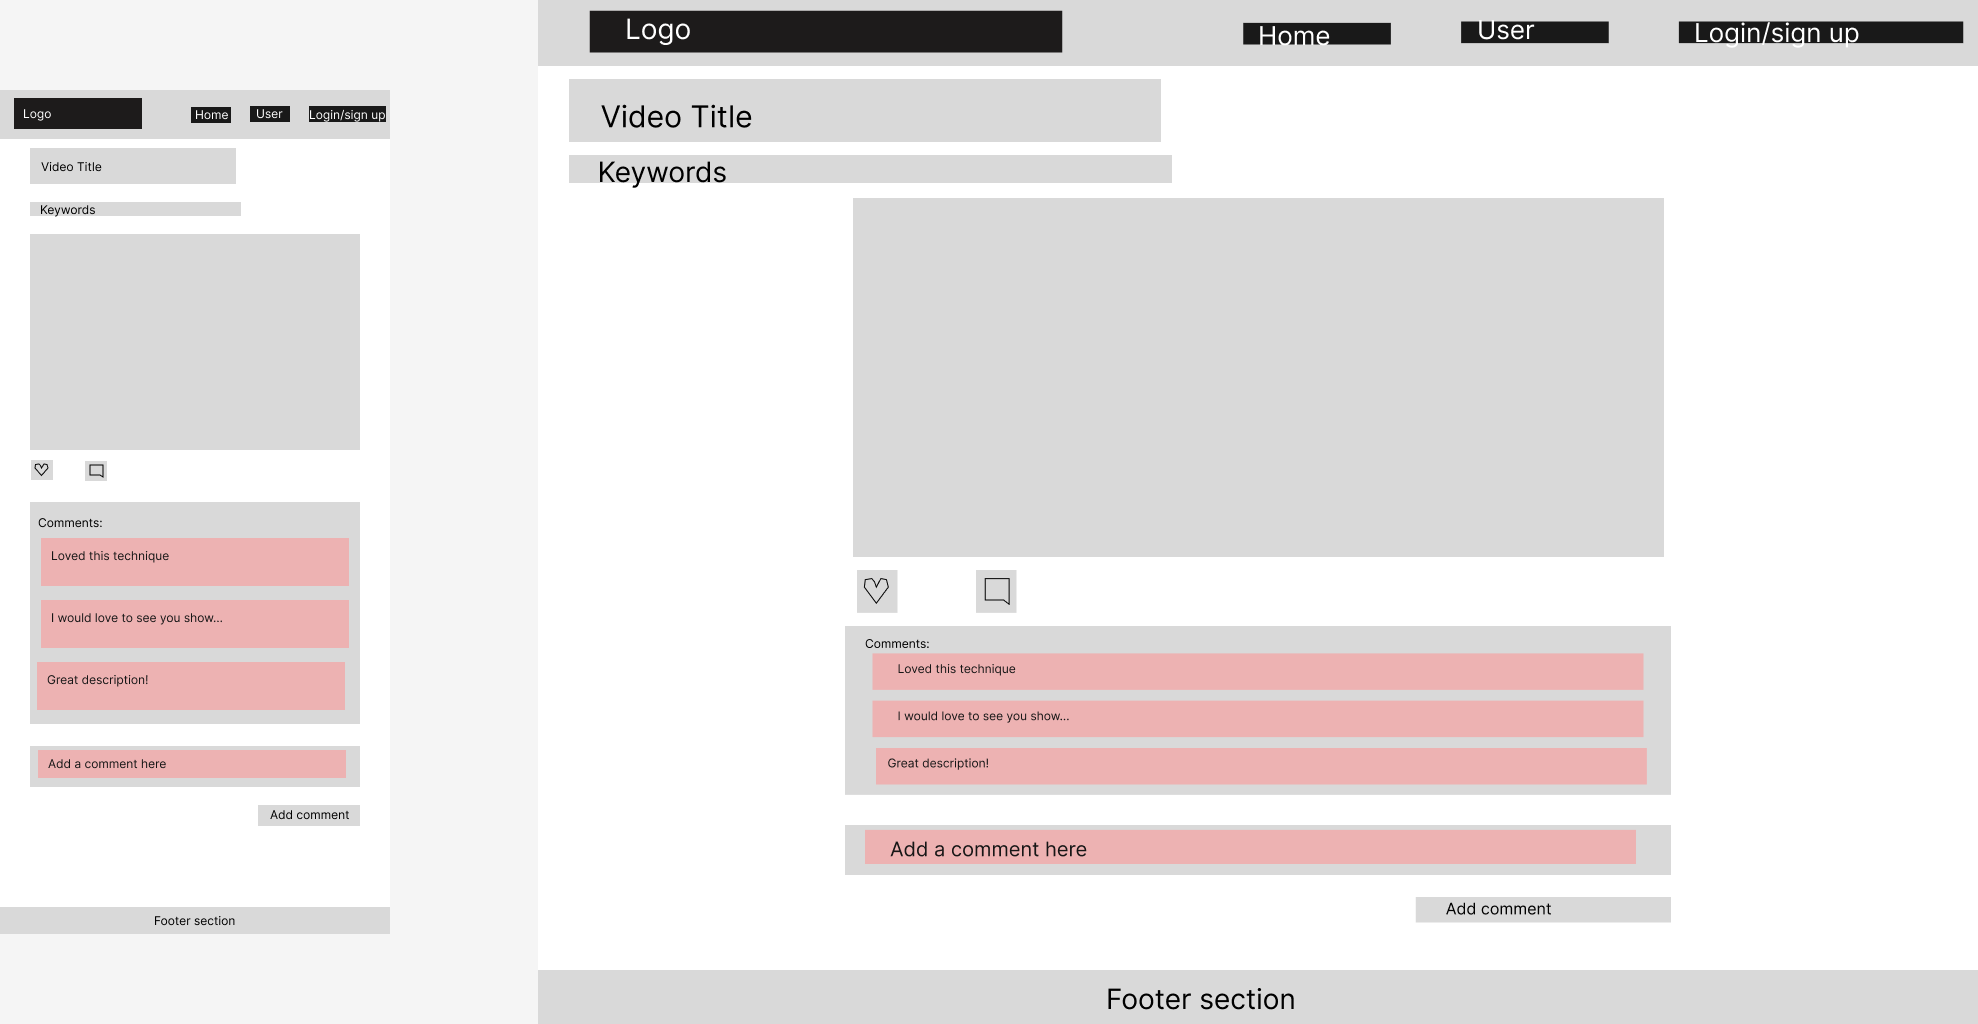 Logo
Home
User
Login/sign up
Video Title
Keywords
Comments:
Loved this technique
I would love to see you show...
Great description!
Add a comment here
Add comment
Footer section
Logo
Home
User
Login/sign up
Video Title
Keywords
Comments:
Loved this technique
I would love to see you show...
Great description!
Add a comment here
Add comment
Footer section